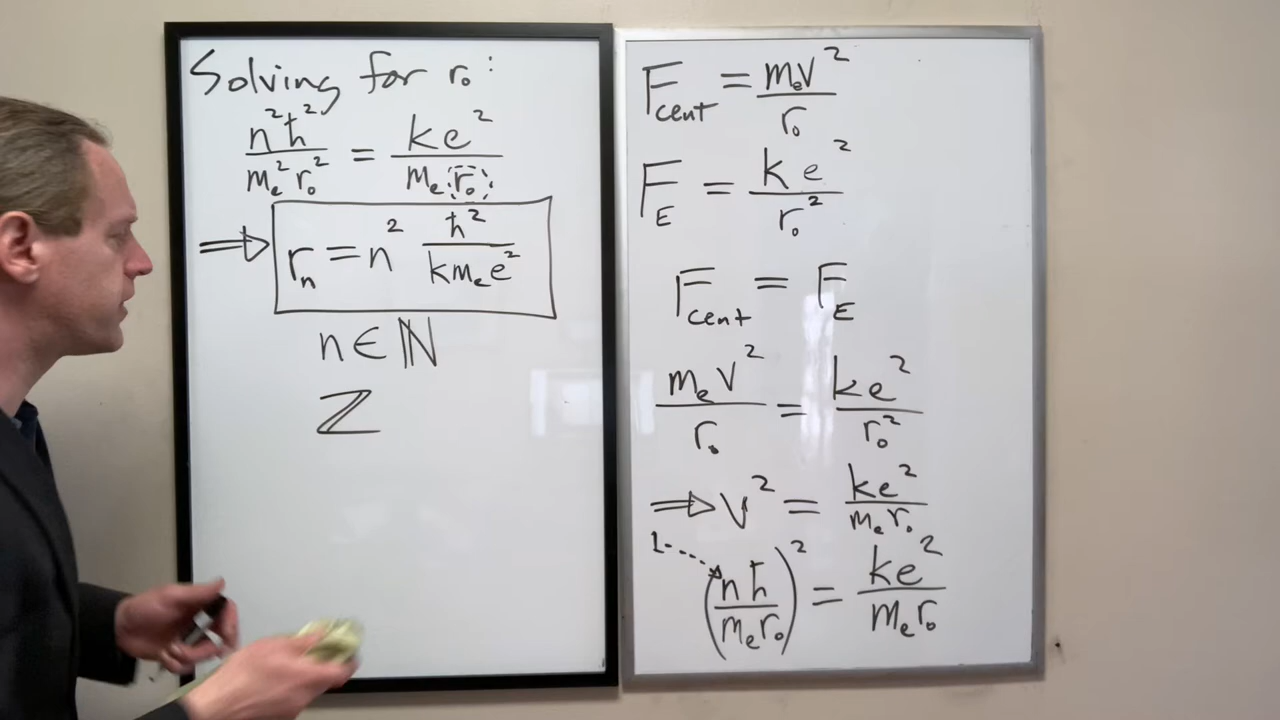 Solving for r₀:
n²ħ²/mₑ²r₀² = ke²/mₑr₀
⇒ rₙ = n² ħ²/kmₑe²
n ∈ ℕ
ℤ
F_cent = mₑv²/r₀
F_E = ke²/r₀²
F_cent = F_E
mₑv²/r₀ = ke²/r₀²
⇒ v² = ke²/mₑr₀
(nħ/mₑr₀)² = ke²/mₑr₀